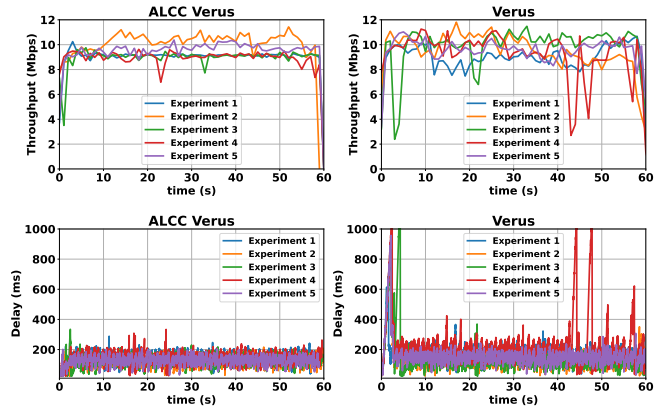 ALCC Verus
Throughput (Mbps)
12
10
8
6
4
2
0
Experiment 1
Experiment 2
Experiment 3
Experiment 4
Experiment 5
0 10 20 30 40 50 60
time (s)
Verus
Throughput (Mbps)
12
10
8
6
4
2
0
Experiment 1
Experiment 2
Experiment 3
Experiment 4
Experiment 5
0 10 20 30 40 50 60
time (s)
ALCC Verus
Delay (ms)
1000
800
600
400
200
Experiment 1
Experiment 2
Experiment 3
Experiment 4
Experiment 5
0 10 20 30 40 50 60
time (s)
Verus
Delay (ms)
1000
800
600
400
200
Experiment 1
Experiment 2
Experiment 3
Experiment 4
Experiment 5
0 10 20 30 40 50 60
time (s)